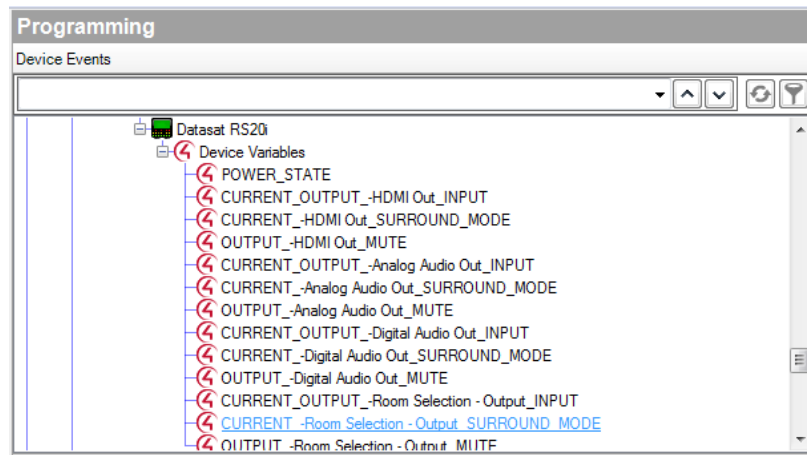 Programming
Device Events
Datasat RS20i
Device Variables
POWER_STATE
CURRENT_OUTPUT_-HDMI Out_INPUT
CURRENT_-HDMI Out_SURROUND_MODE
OUTPUT_-HDMI Out_MUTE
CURRENT_OUTPUT_-Analog Audio Out_INPUT
CURRENT_-Analog Audio Out_SURROUND_MODE
OUTPUT_-Analog Audio Out_MUTE
CURRENT_OUTPUT_-Digital Audio Out_INPUT
CURRENT_-Digital Audio Out_SURROUND_MODE
OUTPUT_-Digital Audio Out_MUTE
CURRENT_OUTPUT_-Room Selection - Output_INPUT
CURRENT_-Room Selection - Output_SURROUND_MODE
OUTPUT_-Room Selection - Output_MUTE